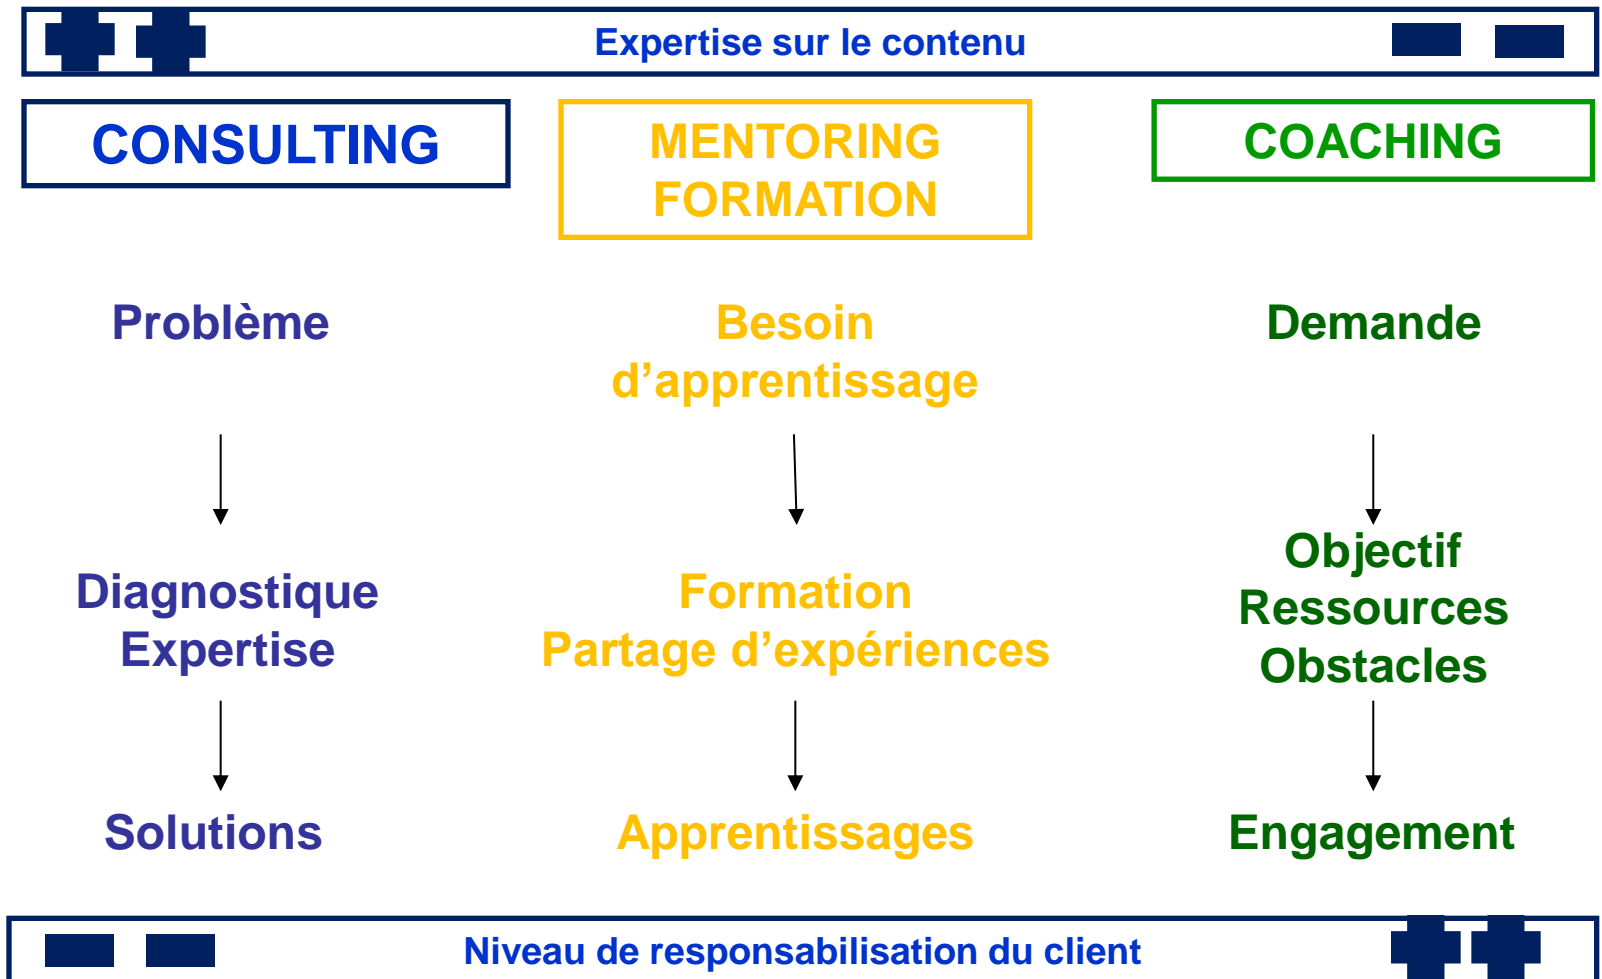 Expertise sur le contenu
CONSULTING
MENTORING
FORMATION
COACHING
Problème
Besoin
d’apprentissage
Demande
Diagnostique
Expertise
Formation
Partage d’expériences
Objectif
Ressources
Obstacles
Solutions
Apprentissages
Engagement
Niveau de responsabilisation du client